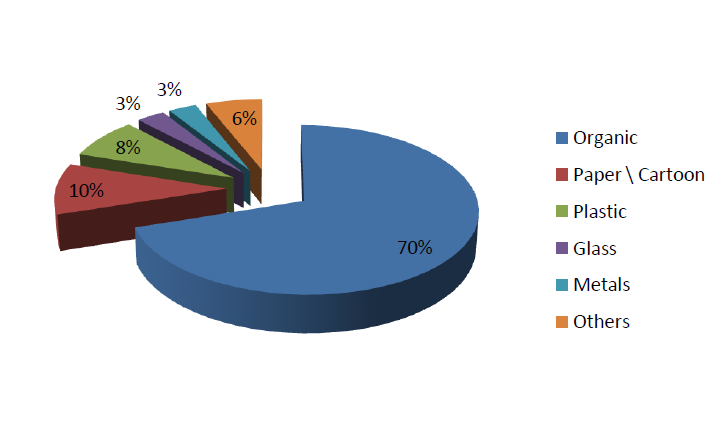 3%
3%
6%
8%
10%
70%
Organic
Paper \ Cartoon
Plastic
Glass
Metals
Others